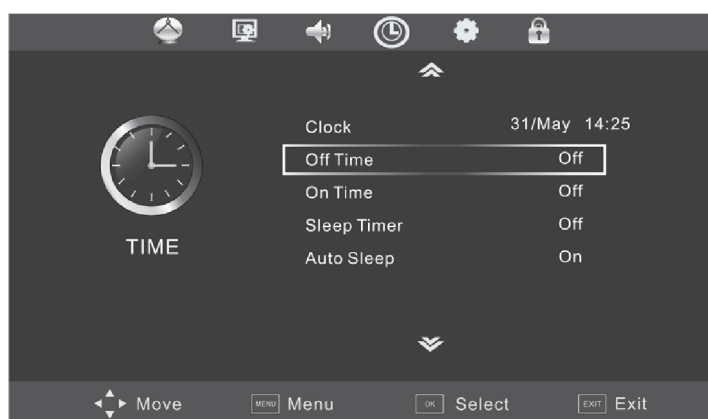 Clock 31/May 14:25
Off Time Off
On Time Off
Sleep Timer Off
Auto Sleep On
TIME
Move MENU Menu OK Select EXIT Exit